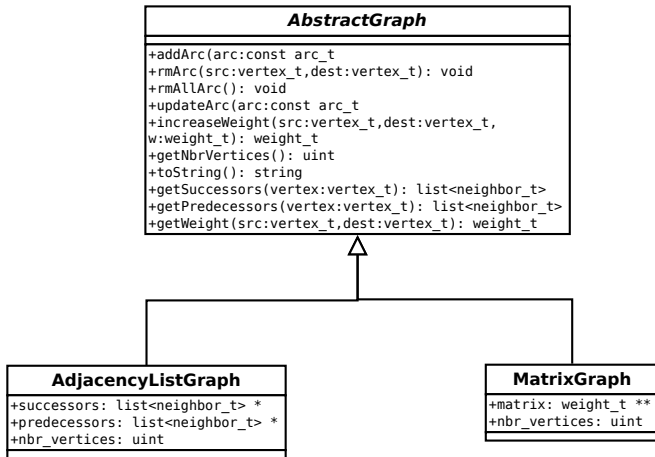 AbstractGraph
+addArc(arc:const arc_t
+rmArc(src:vertex_t,dest:vertex_t): void
+rmAllArc(): void
+updateArc(arc:const arc_t
+increaseWeight(src:vertex_t,dest:vertex_t,
w:weight_t): weight_t
+getNbrVertices(): uint
+toString(): string
+getSuccessors(vertex:vertex_t): list<neighbor_t>
+getPredecessors(vertex:vertex_t): list<neighbor_t>
+getWeight(src:vertex_t,dest:vertex_t): weight_t
AdjacencyListGraph
+successors: list<neighbor_t> *
+predecessors: list<neighbor_t> *
+nbr_vertices: uint
MatrixGraph
+matrix: weight_t **
+nbr_vertices: uint